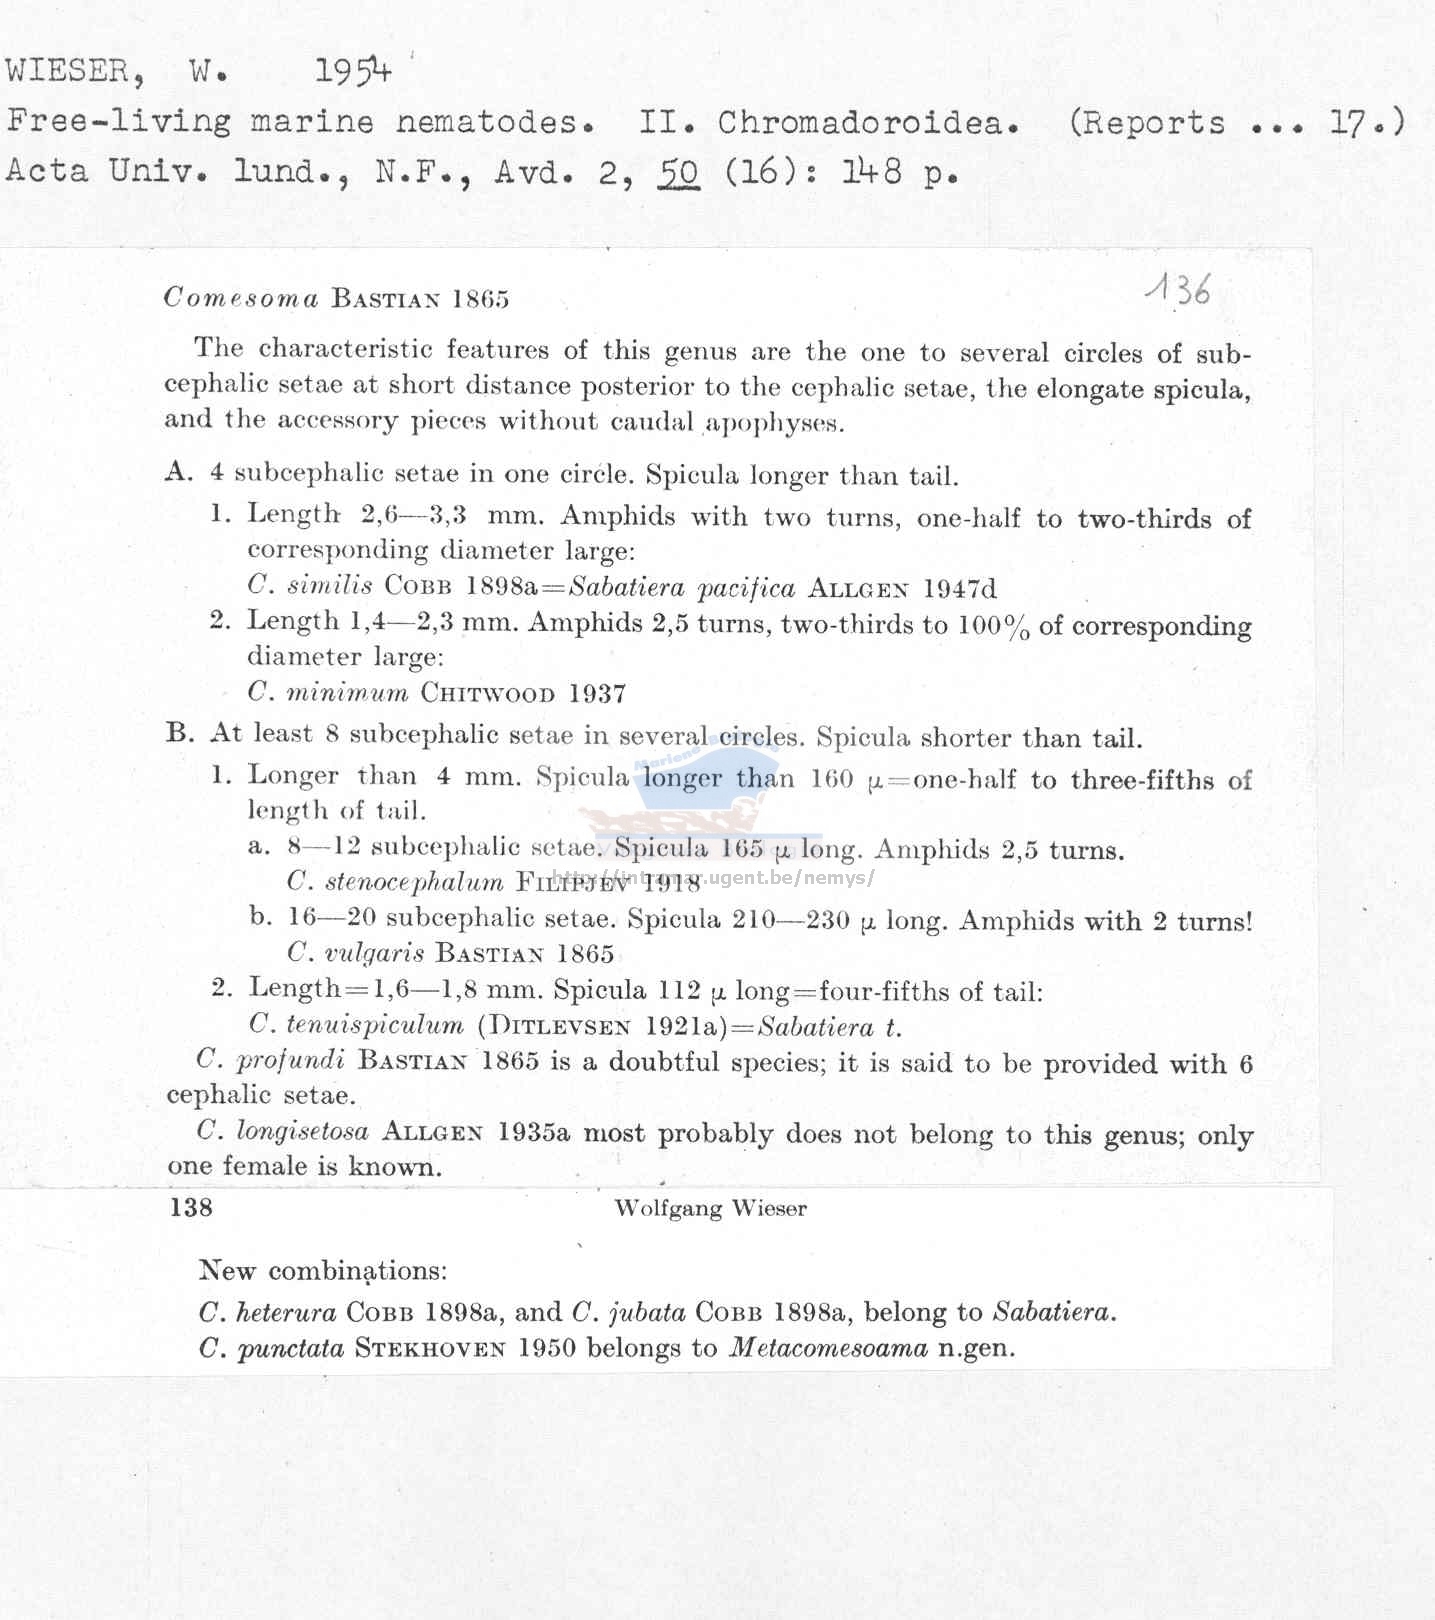 WIESER, W. 1954
Free-living marine nematodes. II. Chromadoroidea. (Reports ... 17.)
Acta Univ. lund., N.F., Avd. 2, 50 (16): 148 p.
136
Comesoma BASTIAN 1865
The characteristic features of this genus are the one to several circles of sub-
cephalic setae at short distance posterior to the cephalic setae, the elongate spicula,
and the accessory pieces without caudal apophyses.
A. 4 subcephalic setae in one circle. Spicula longer than tail.
1. Length 2,6—3,3 mm. Amphids with two turns, one-half to two-thirds of
corresponding diameter large:
C. similis COBB 1898a=Sabatiera pacifica ALLGEN 1947d
2. Length 1,4—2,3 mm. Amphids 2,5 turns, two-thirds to 100% of corresponding
diameter large:
C. minimum CHITWOOD 1937
B. At least 8 subcephalic setae in several circles. Spicula shorter than tail.
1. Longer than 4 mm. Spicula longer than 160 μ=one-half to three-fifths of
length of tail.
a. 8—12 subcephalic setae. Spicula 165 μ long. Amphids 2,5 turns.
http://intramar.ugent.be/nemys/
C. stenocephalum FILIPJEV 1918
b. 16—20 subcephalic setae. Spicula 210—230 μ long. Amphids with 2 turns!
C. vulgaris BASTIAN 1865
2. Length=1,6—1,8 mm. Spicula 112 μ long=four-fifths of tail:
C. tenuispiculum (DITLEVSEN 1921a)=Sabatiera t.
C. profundi BASTIAN 1865 is a doubtful species; it is said to be provided with 6
cephalic setae.
C. longisetosa ALLGEN 1935a most probably does not belong to this genus; only
one female is known.
138 Wolfgang Wieser
New combinations:
C. heterura COBB 1898a, and C. jubata COBB 1898a, belong to Sabatiera.
C. punctata STEKHOVEN 1950 belongs to Metacomesoama n.gen.